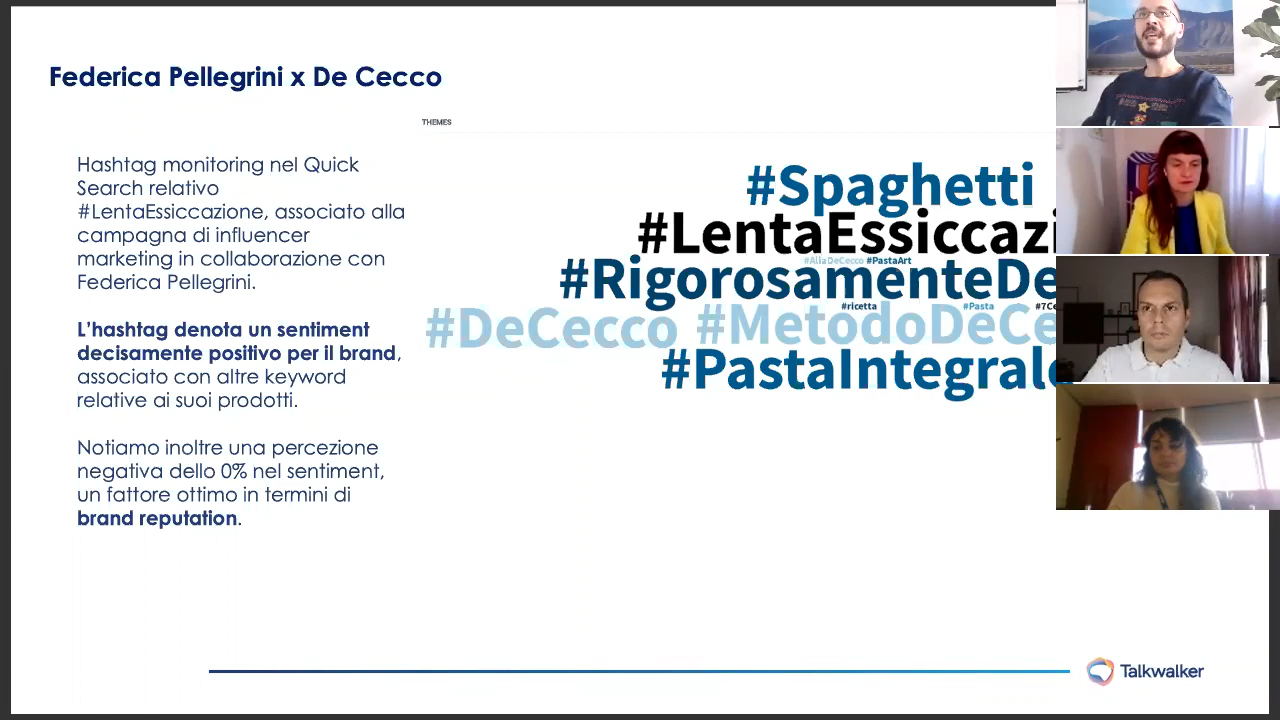 Federica Pellegrini x De Cecco
THEMES
Hashtag monitoring nel Quick
Search relativo
#LentaEssiccazione, associato alla
campagna di influencer
marketing in collaborazione con
Federica Pellegrini.
L’hashtag denota un sentiment
decisamente positivo per il brand,
associato con altre keyword
relative ai suoi prodotti.
Notiamo inoltre una percezione
negativa dello 0% nel sentiment,
un fattore ottimo in termini di
brand reputation.
#Spaghetti
#LentaEssiccazi
#AllaDeCecco #PastaArt
#RigorosamenteDe
#ricetta #Pasta #7Ce
#DeCecco #MetodoDeCe
#PastaIntegrale
Talkwalker